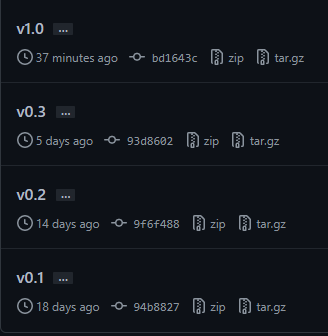 v1.0 ...
37 minutes ago bd1643c zip tar.gz
v0.3 ...
5 days ago 93d8602 zip tar.gz
v0.2 ...
14 days ago 9f6f488 zip tar.gz
v0.1 ...
18 days ago 94b8827 zip tar.gz